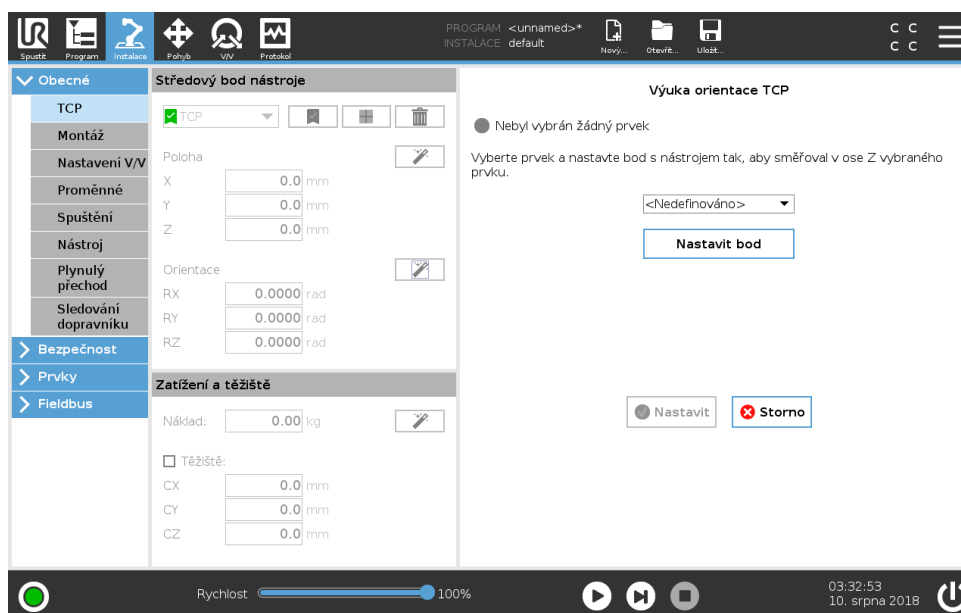 UR
Spustit Program Instalace Pohyb V/V Protokol
PROGRAM <unnamed>*
INSTALACE default
Nový... Otevřít... Uložit...
C C
C C
Obecné
TCP
Montáž
Nastavení V/V
Proměnné
Spuštění
Nástroj
Plynulý
přechod
Sledování
dopravníku
Bezpečnost
Prvky
Fieldbus
Středový bod nástroje
TCP
Poloha
X 0.0 mm
Y 0.0 mm
Z 0.0 mm
Orientace
RX 0.0000 rad
RY 0.0000 rad
RZ 0.0000 rad
Zatížení a těžiště
Náklad: 0.00 kg
Těžiště:
CX 0.0 mm
CY 0.0 mm
CZ 0.0 mm
Výuka orientace TCP
Nebyl vybrán žádný prvek
Vyberte prvek a nastavte bod s nástrojem tak, aby směřoval v ose Z vybraného
prvku.
<Nedefinováno>
Nastavit bod
Nastavit Storno
Rychlost 100%
03:32:53
10. srpna 2018